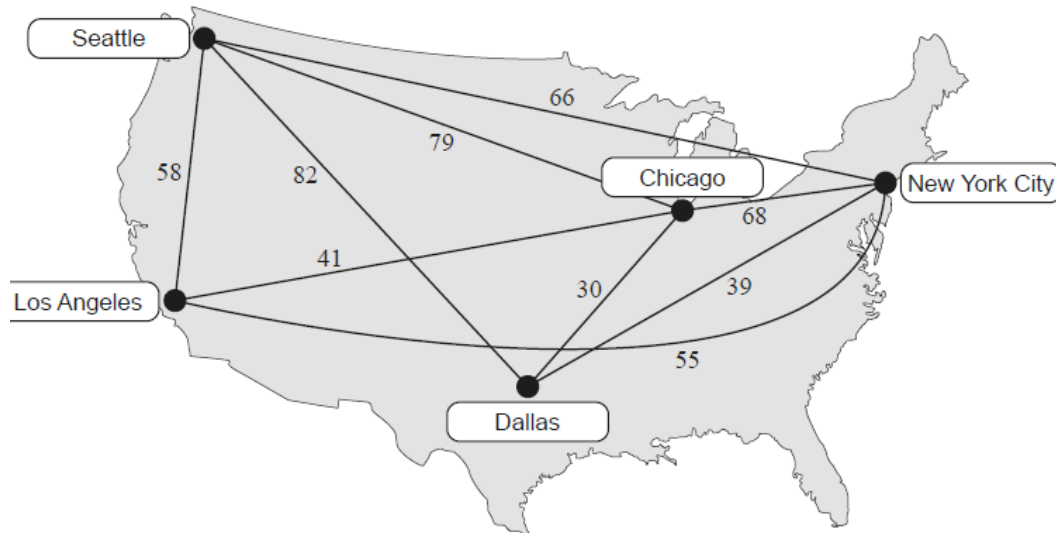 Seattle
66
79
Chicago
58
82
New York City
68
41
Los Angeles
30
39
55
Dallas